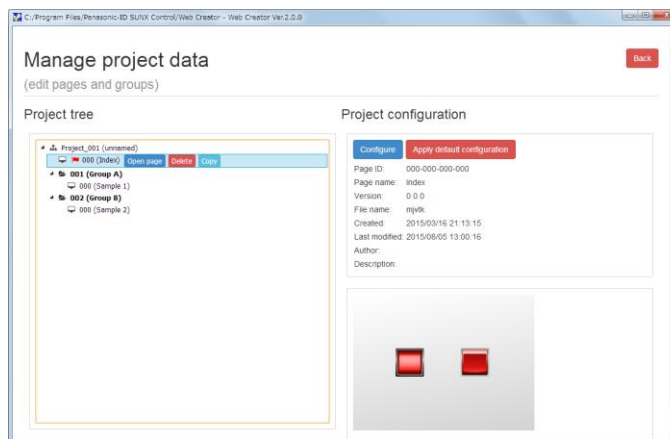 C:/Program Files/Panasonic-ID SUNX Control/Web Creator - Web Creator Ver.2.0.0
Manage project data
Back
(edit pages and groups)
Project tree
Project_001 (unnamed)
000 (Index) Open page Delete Copy
001 (Group A)
000 (Sample 1)
002 (Group B)
000 (Sample 2)
Project configuration
Configure Apply default configuration
Page ID: 000-000-000-000
Page name: Index
Version: 0.0.0
File name: mjvtk
Created: 2015/03/16 21:13:15
Last modified: 2015/08/05 13:00:16
Author:
Description: